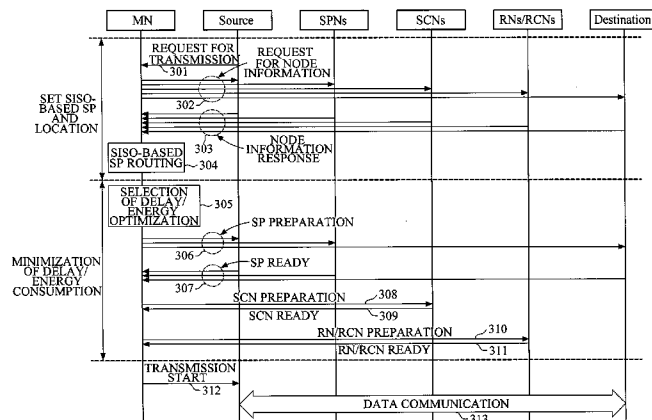 MN
Source
SPNs
SCNs
RNs/RCNs
Destination
REQUEST FOR
TRANSMISSION
301
REQUEST
FOR NODE
INFORMATION
302
SET SISO-BASED SP
AND
LOCATION
303
NODE
INFORMATION
RESPONSE
SISO-BASED
SP ROUTING
304
SELECTION OF DELAY/
ENERGY
OPTIMIZATION
305
SP PREPARATION
306
MINIMIZATION
OF DELAY/
ENERGY
CONSUMPTION
SP READY
307
SCN PREPARATION
308
SCN READY
309
RN/RCN PREPARATION
310
RN/RCN READY
311
TRANSMISSION
START
312
DATA COMMUNICATION
313